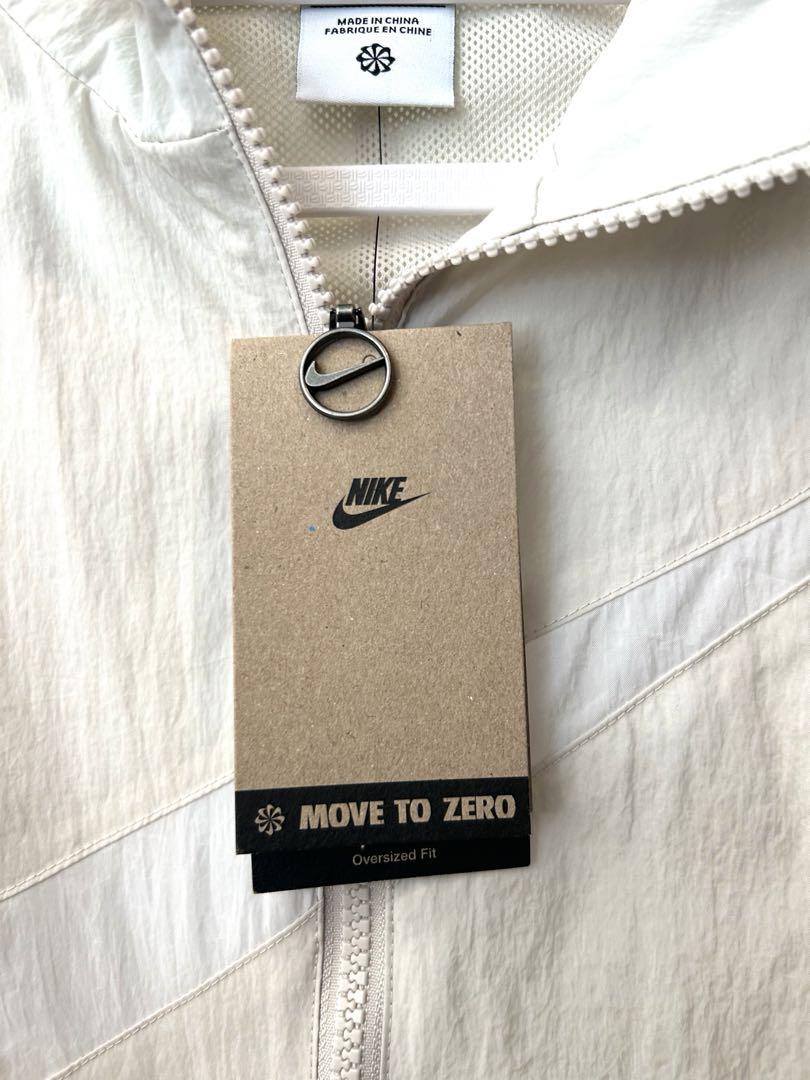 MADE IN CHINA
FABRIQUE EN CHINE
NIKE
MOVE TO ZERO
Oversized Fit